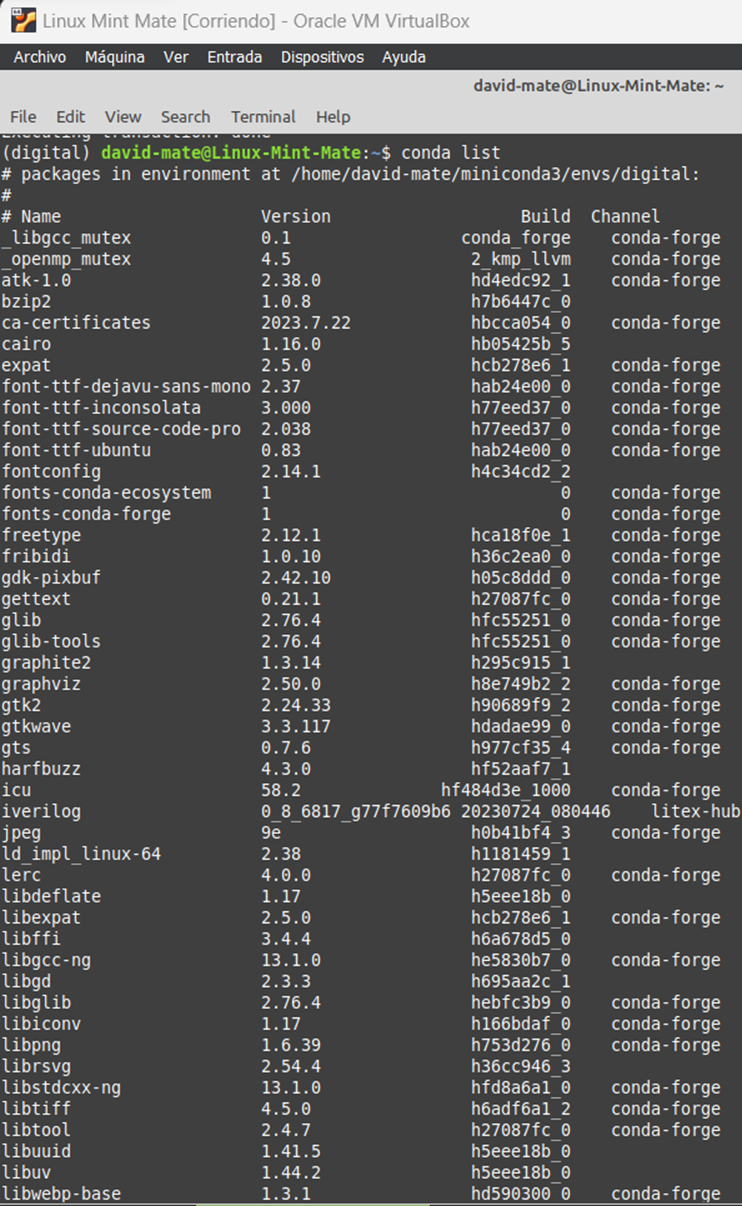 Linux Mint Mate [Corriendo] - Oracle VM VirtualBox
Archivo Máquina Ver Entrada Dispositivos Ayuda
david-mate@Linux-Mint-Mate: ~
File Edit View Search Terminal Help
Executing transaction: done
(digital) david-mate@Linux-Mint-Mate:~$ conda list
# packages in environment at /home/david-mate/miniconda3/envs/digital:
#
# Name Version Build Channel
_libgcc_mutex 0.1 conda_forge conda-forge
_openmp_mutex 4.5 2_kmp_llvm conda-forge
atk-1.0 2.38.0 hd4edc92_1 conda-forge
bzip2 1.0.8 h7b6447c_0
ca-certificates 2023.7.22 hbcca054_0 conda-forge
cairo 1.16.0 hb05425b_5
expat 2.5.0 hcb278e6_1 conda-forge
font-ttf-dejavu-sans-mono 2.37 hab24e00_0 conda-forge
font-ttf-inconsolata 3.000 h77eed37_0 conda-forge
font-ttf-source-code-pro 2.038 h77eed37_0 conda-forge
font-ttf-ubuntu 0.83 hab24e00_0 conda-forge
fontconfig 2.14.1 h4c34cd2_2
fonts-conda-ecosystem 1 0 conda-forge
fonts-conda-forge 1 0 conda-forge
freetype 2.12.1 hca18f0e_1 conda-forge
fribidi 1.0.10 h36c2ea0_0 conda-forge
gdk-pixbuf 2.42.10 h05c8ddd_0 conda-forge
gettext 0.21.1 h27087fc_0 conda-forge
glib 2.76.4 hfc55251_0 conda-forge
glib-tools 2.76.4 hfc55251_0 conda-forge
graphite2 1.3.14 h295c915_1
graphviz 2.50.0 h8e749b2_2 conda-forge
gtk2 2.24.33 h90689f9_2 conda-forge
gtkwave 3.3.117 hdadae99_0 conda-forge
gts 0.7.6 h977cf35_4 conda-forge
harfbuzz 4.3.0 hf52aaf7_1
icu 58.2 hf484d3e_1000 conda-forge
iverilog 0_8_6817_g77f7609b6 20230724_080446 litex-hub
jpeg 9e h0b41bf4_3 conda-forge
ld_impl_linux-64 2.38 h1181459_1
lerc 4.0.0 h27087fc_0 conda-forge
libdeflate 1.17 h5eee18b_0
libexpat 2.5.0 hcb278e6_1 conda-forge
libffi 3.4.4 h6a678d5_0
libgcc-ng 13.1.0 he5830b7_0 conda-forge
libgd 2.3.3 h695aa2c_1
libglib 2.76.4 hebfc3b9_0 conda-forge
libiconv 1.17 h166bdaf_0 conda-forge
libpng 1.6.39 h753d276_0 conda-forge
librsvg 2.54.4 h36cc946_3
libstdcxx-ng 13.1.0 hfd8a6a1_0 conda-forge
libtiff 4.5.0 h6adf6a1_2 conda-forge
libtool 2.4.7 h27087fc_0 conda-forge
libuuid 1.41.5 h5eee18b_0
libuv 1.44.2 h5eee18b_0
libwebp-base 1.3.1 hd590300_0 conda-forge